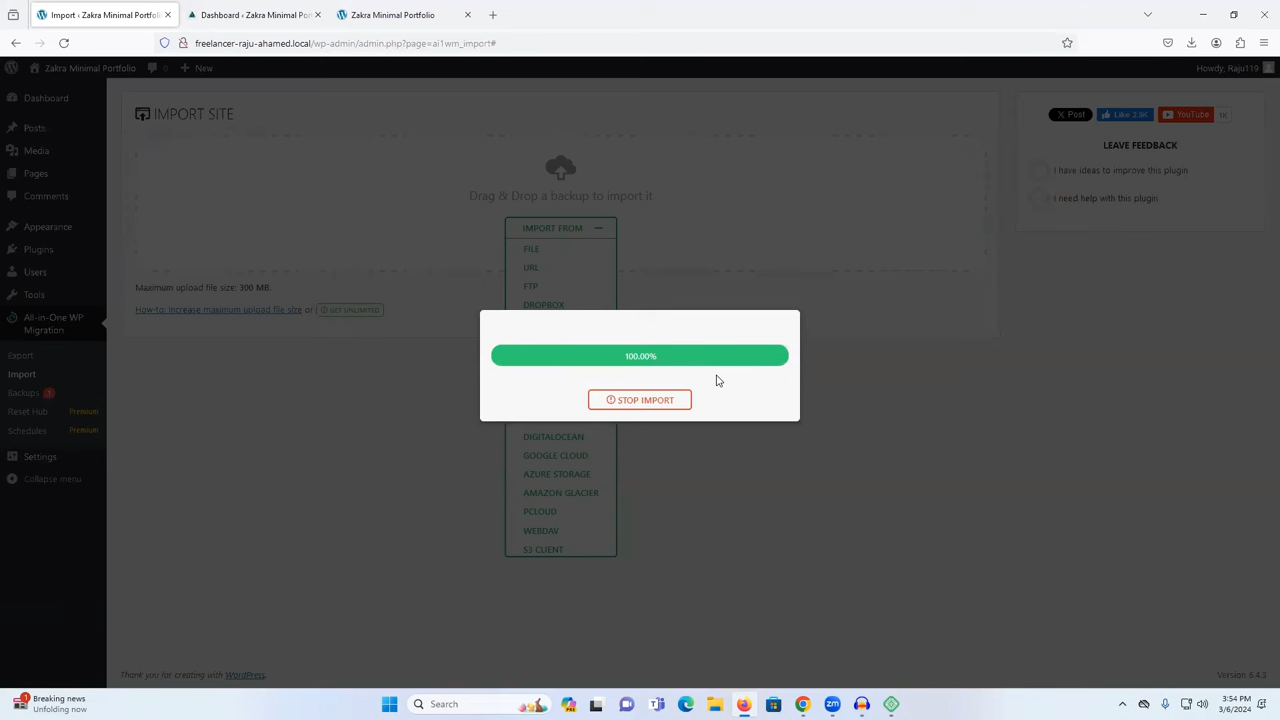 Import ‹ Zakra Minimal Portfoli
Dashboard ‹ Zakra Minimal Por
Zakra Minimal Portfolio
freelancer-raju-ahamed.local/wp-admin/admin.php?page=ai1wm_import#
Zakra Minimal Portfolio
0
New
Howdy, Raju119
Dashboard
Posts
Media
Pages
Comments
Appearance
Plugins
Users
Tools
All-in-One WP
Migration
Export
Import
Backups 1
Reset Hub Premium
Schedules Premium
Settings
Collapse menu
IMPORT SITE
Drag & Drop a backup to import it
IMPORT FROM
FILE
URL
FTP
DROPBOX
100.00%
STOP IMPORT
DIGITALOCEAN
GOOGLE CLOUD
AZURE STORAGE
AMAZON GLACIER
PCLOUD
WEBDAV
S3 CLIENT
Maximum upload file size: 300 MB.
How-to: Increase maximum upload file size or GET UNLIMITED
Post
Like 2.9K
YouTube 1K
LEAVE FEEDBACK
I have ideas to improve this plugin
I need help with this plugin
Thank you for creating with WordPress.
Version 6.4.3
1
Breaking news
Unfolding now
Search
3:54 PM
3/6/2024